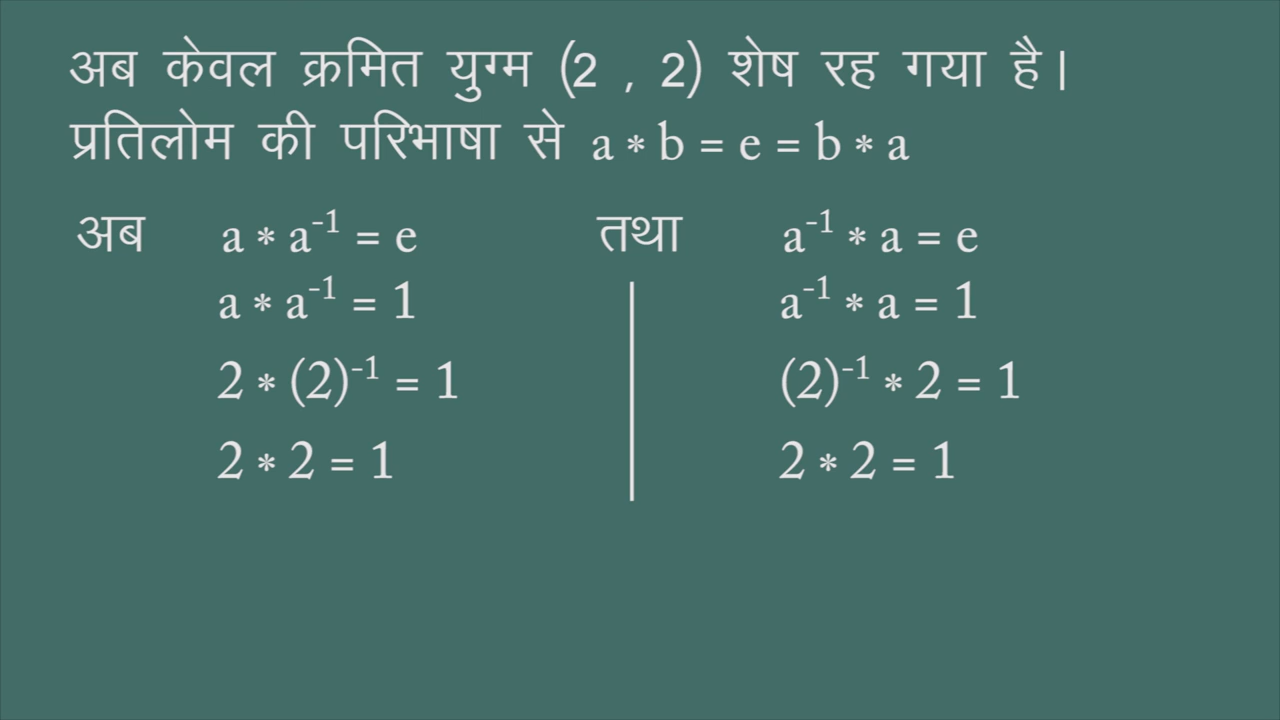 अब केवल क्रमित युग्म (2 , 2) शेष रह गया है।
प्रतिलोम की परिभाषा से a * b = e = b * a
अब a * a⁻¹ = e तथा a⁻¹ * a = e
a * a⁻¹ = 1 a⁻¹ * a = 1
2 * (2)⁻¹ = 1 (2)⁻¹ * 2 = 1
2 * 2 = 1 2 * 2 = 1